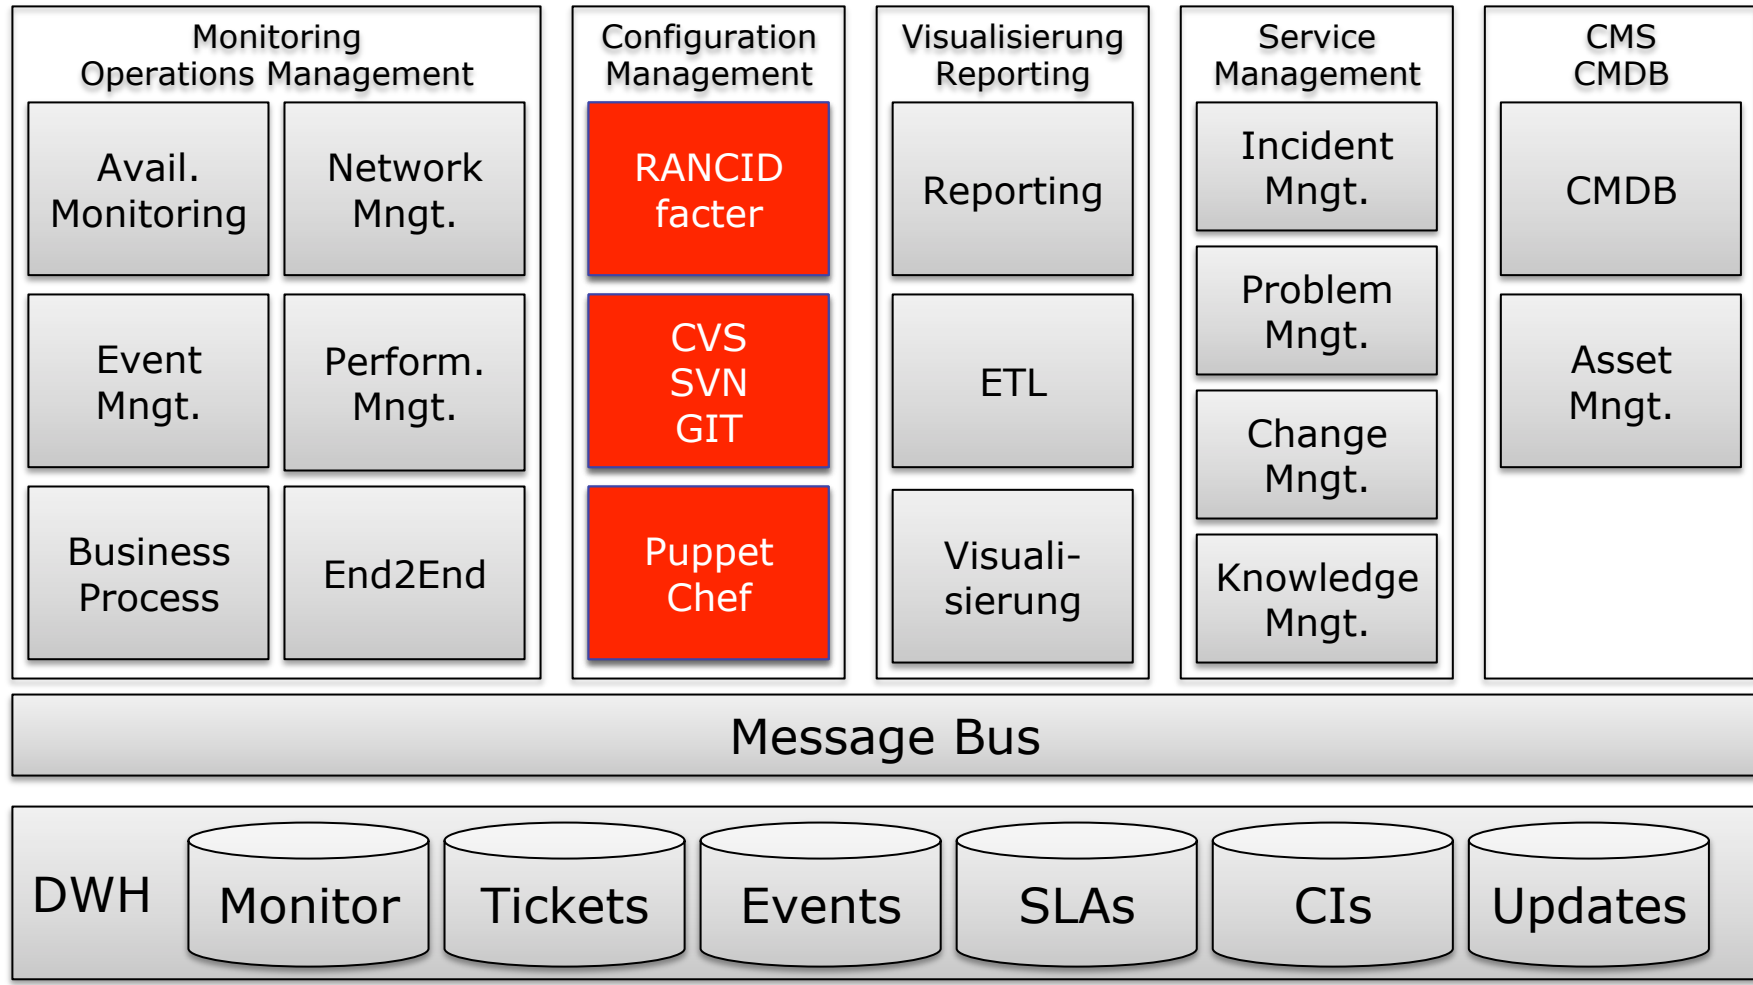 Monitoring
Operations Management
Avail.
Monitoring
Network
Mngt.
Event
Mngt.
Perform.
Mngt.
Business
Process
End2End
Configuration
Management
RANCID
facter
CVS
SVN
GIT
Puppet
Chef
Visualisierung
Reporting
Reporting
ETL
Visuali-
sierung
Service
Management
Incident
Mngt.
Problem
Mngt.
Change
Mngt.
Knowledge
Mngt.
CMS
CMDB
CMDB
Asset
Mngt.
Message Bus
DWH
Monitor
Tickets
Events
SLAs
CIs
Updates